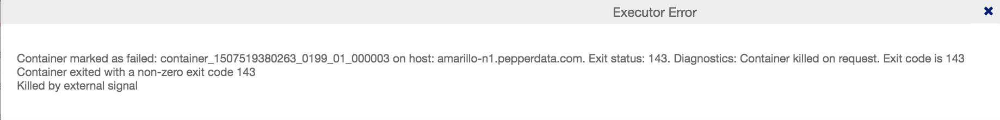 Executor Error
Container marked as failed: container_1507519380263_0199_01_000003 on host: amarillo-n1.pepperdata.com. Exit status: 143. Diagnostics: Container killed on request. Exit code is 143
Container exited with a non-zero exit code 143
Killed by external signal